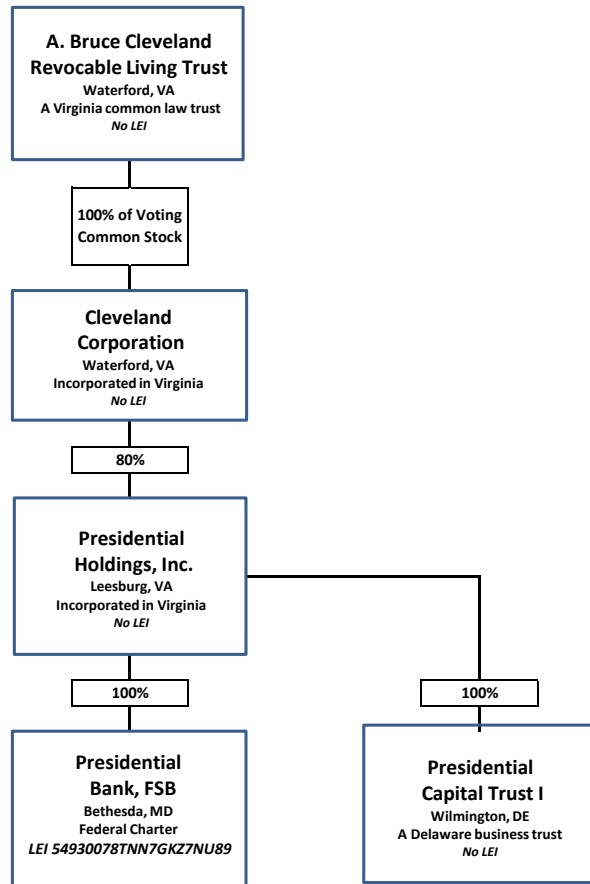 A. Bruce Cleveland
Revocable Living Trust
Waterford, VA
A Virginia common law trust
No LEI
100% of Voting
Common Stock
Cleveland
Corporation
Waterford, VA
Incorporated in Virginia
No LEI
80%
Presidential
Holdings, Inc.
Leesburg, VA
Incorporated in Virginia
No LEI
100%
100%
Presidential
Bank, FSB
Bethesda, MD
Federal Charter
LEI 54930078TNN7GKZ7NU89
Presidential
Capital Trust I
Wilmington, DE
A Delaware business trust
No LEI